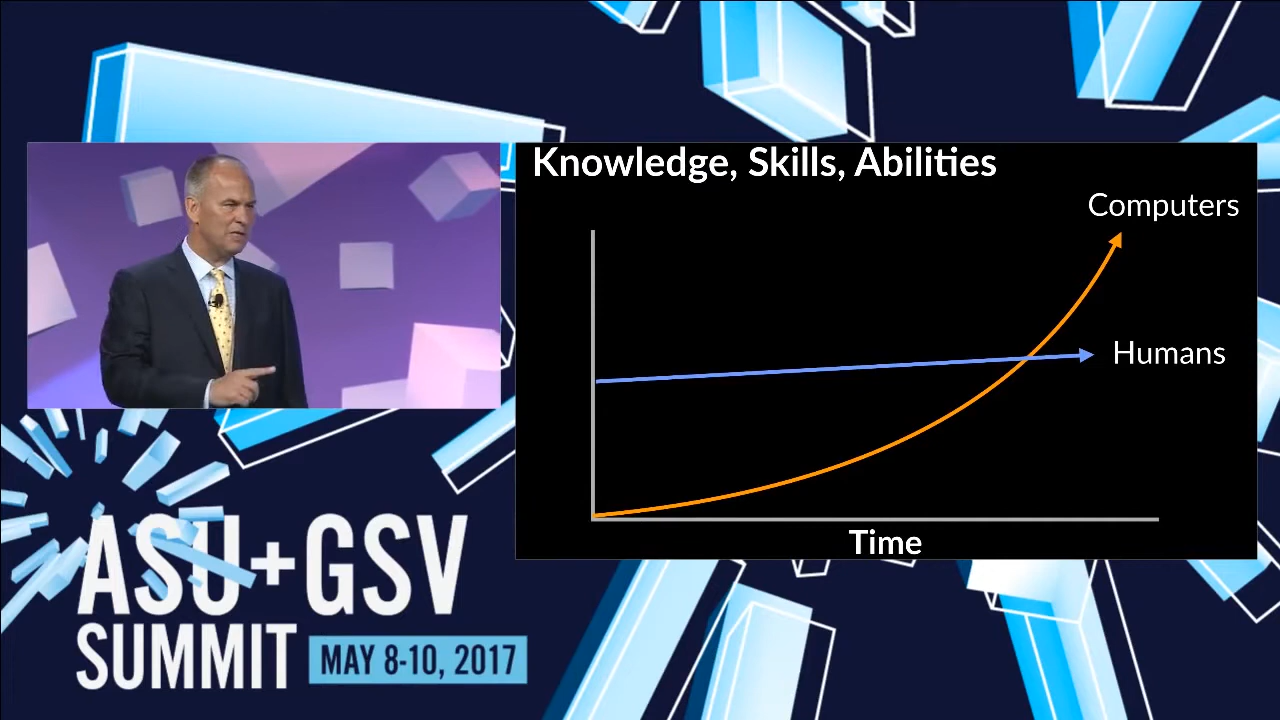 Knowledge, Skills, Abilities
Computers
Humans
Time
ASU+GSV
SUMMIT
MAY 8-10, 2017